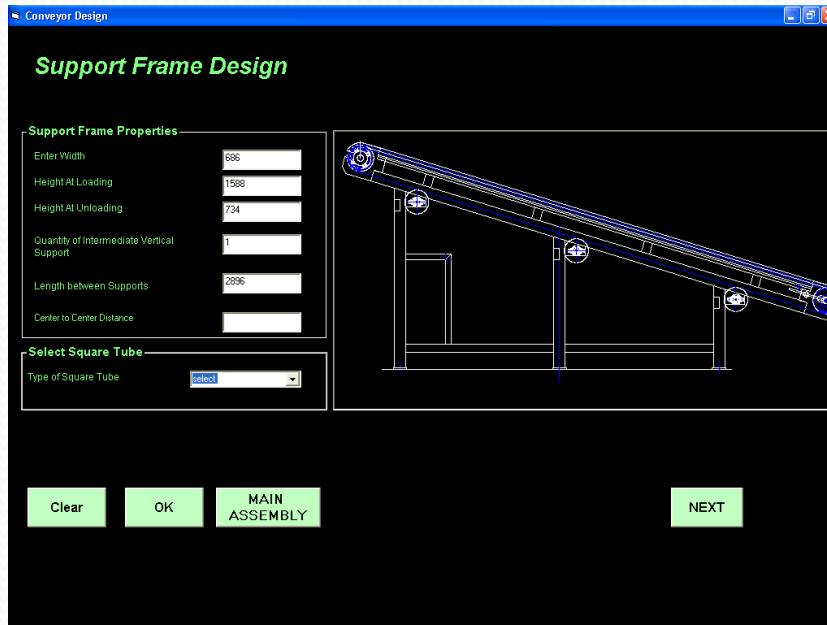 Conveyor Design
Support Frame Design
Support Frame Properties
Enter Width
686
Height At Loading
1588
Height At Unloading
734
Quantity of Intermediate Vertical
Support
1
Length between Supports
2896
Center to Center Distance
Select Square Tube
Type of Square Tube
select
Clear
OK
MAIN
ASSEMBLY
NEXT